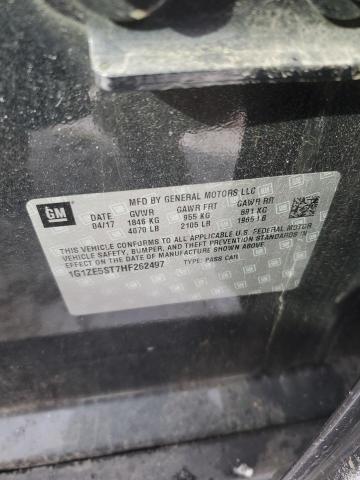 GM
MFD BY GENERAL MOTORS LLC
DATE GVWR GAWR FRT GAWR RR
04/17 1846 KG 955 KG 891 KG
4070 LB 2105 LB 1965 LB
THIS VEHICLE CONFORMS TO ALL APPLICABLE U.S. FEDERAL MOTOR
VEHICLE SAFETY, BUMPER, AND THEFT PREVENTION STANDARDS IN
EFFECT ON THE DATE OF MANUFACTURE SHOWN ABOVE.
1G1ZE5ST7HF262497 TYPE: PASS CAR